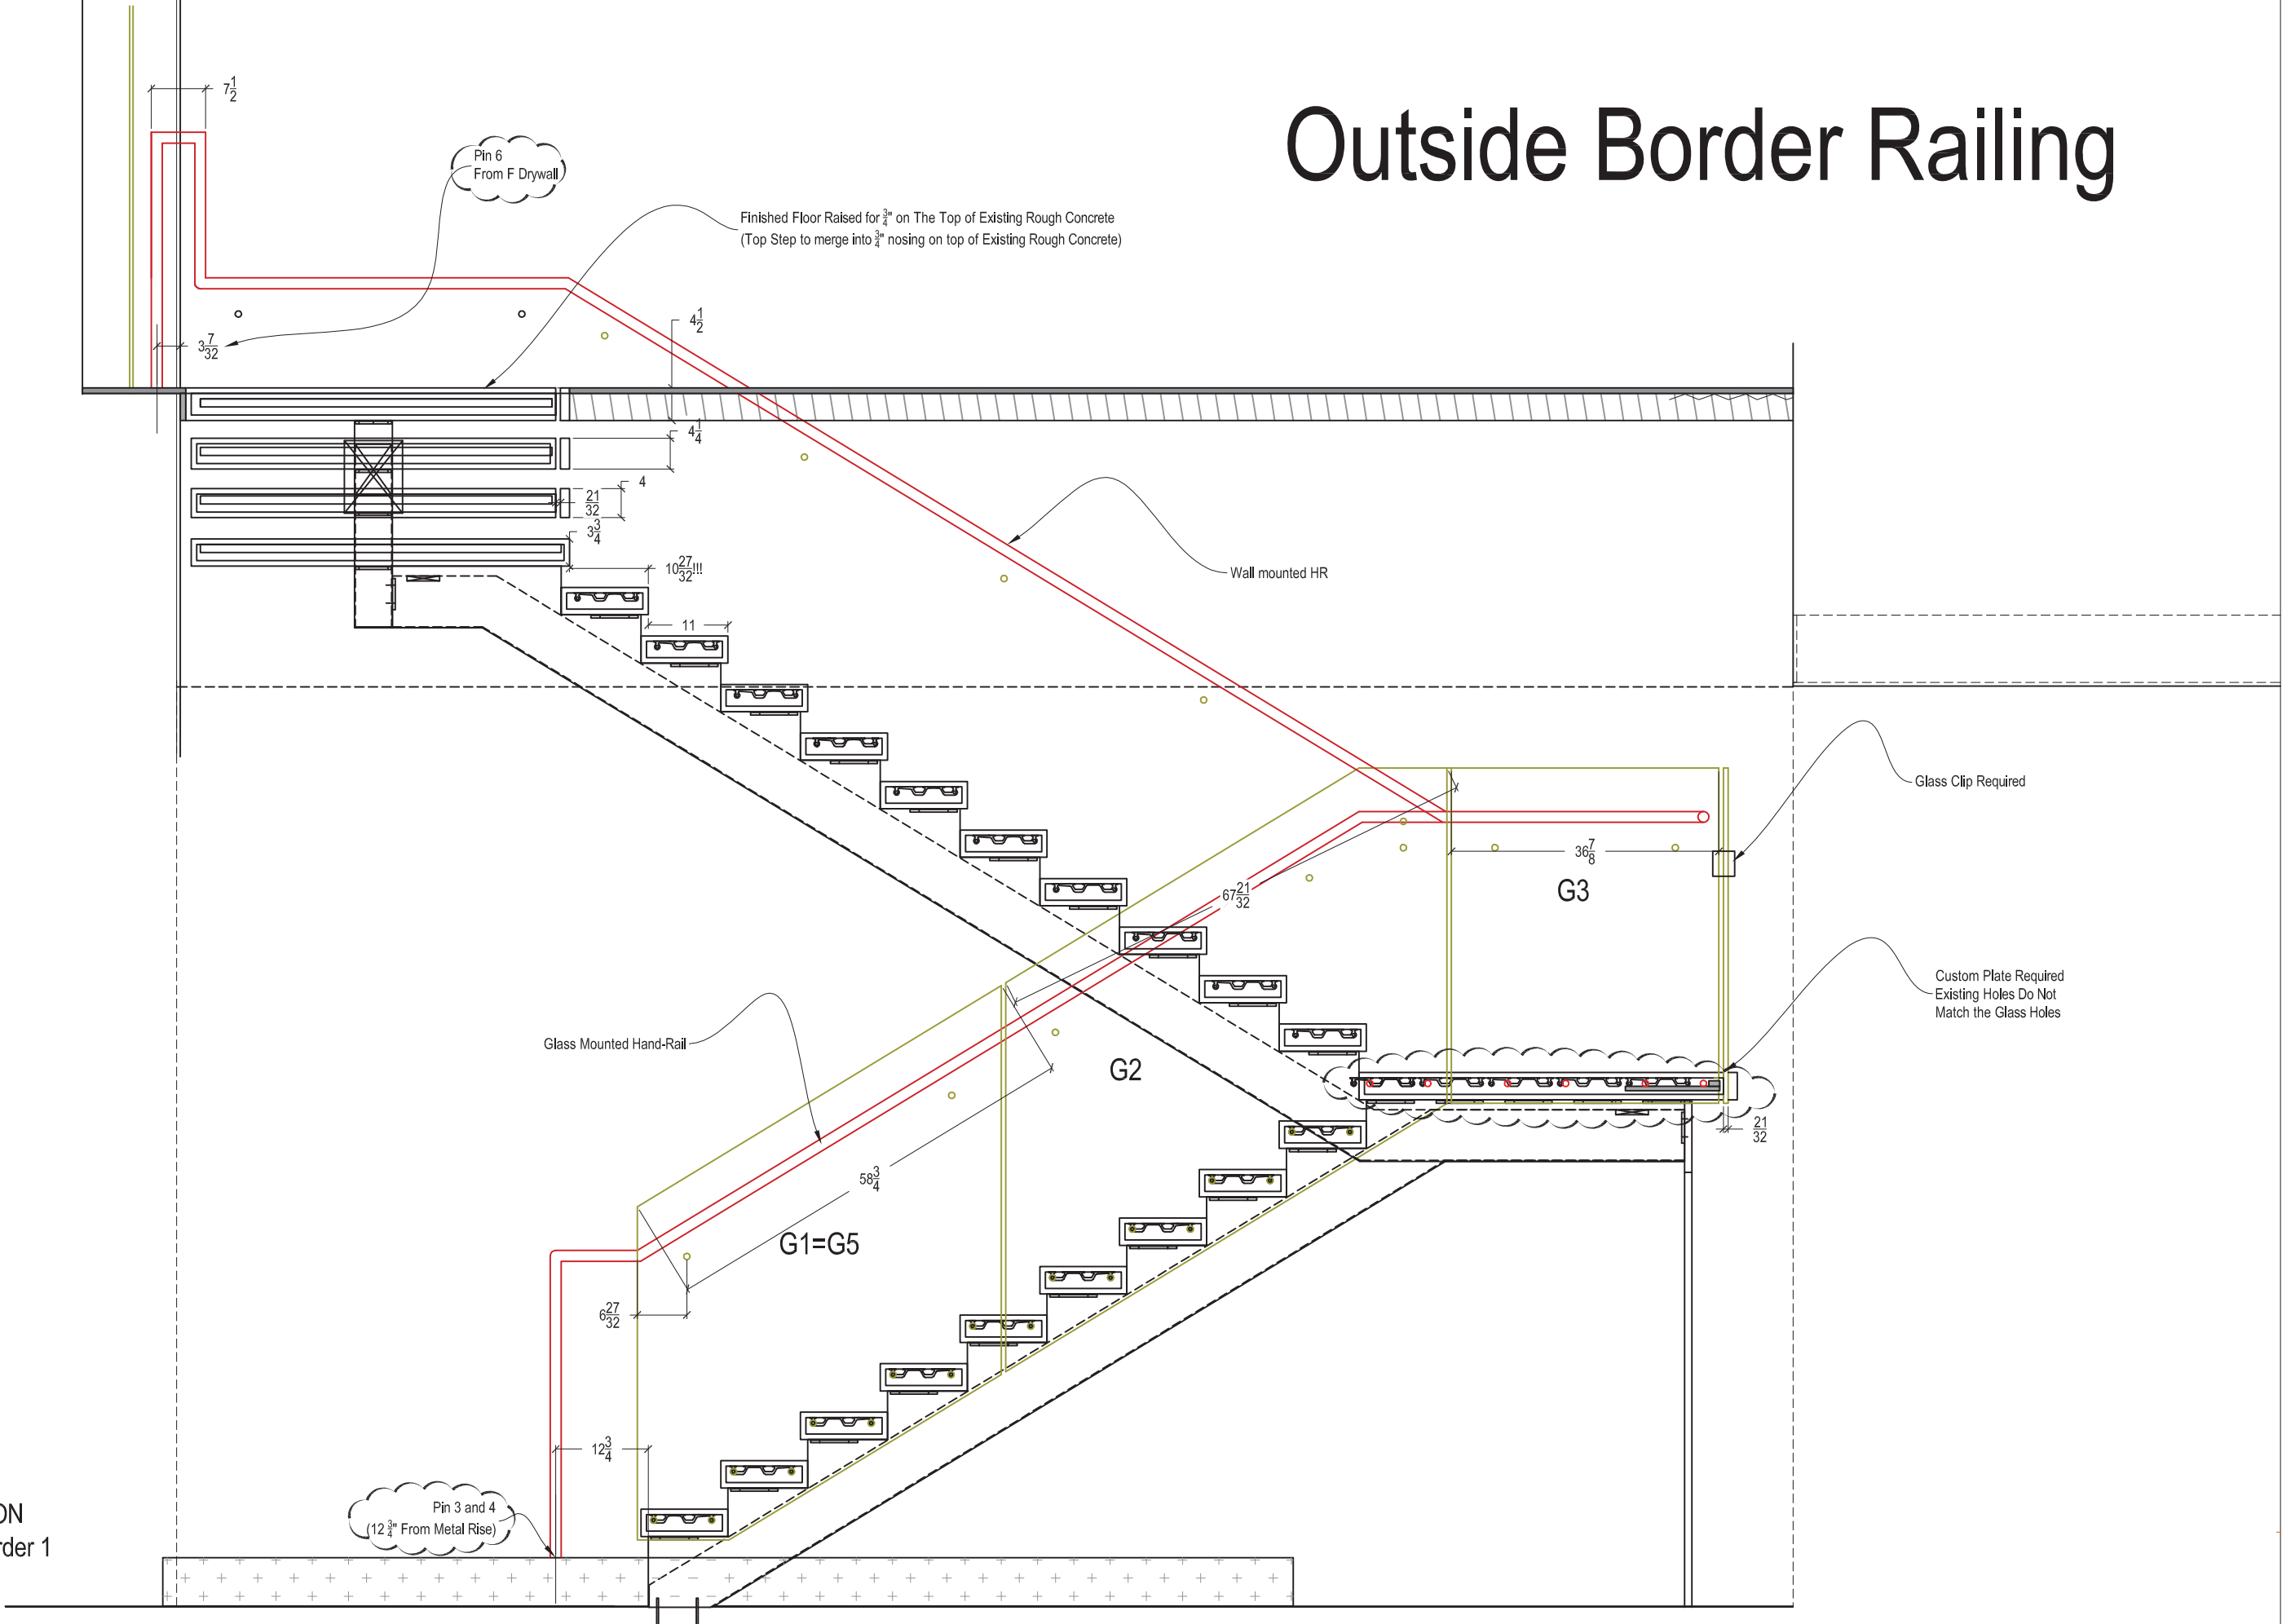 Outside Border Railing
7 1/2
Pin 6
From F Drywall
Finished Floor Raised for 3/4" on The Top of Existing Rough Concrete
(Top Step to merge into 3/4" nosing on top of Existing Rough Concrete)
4 1/2
3 7/32
4 1/4
4
21/32
3 3/4
10 27/32!!!
Wall mounted HR
11
Glass Clip Required
36 7/8
G3
67 21/32
Custom Plate Required
Existing Holes Do Not
Match the Glass Holes
Glass Mounted Hand-Rail
G2
21/32
58 3/4
G1=G5
6 27/32
12 3/4
Pin 3 and 4
(12 3/4" From Metal Rise)
ON
rder 1